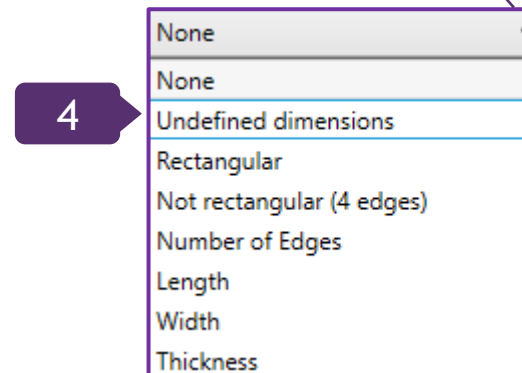 None
None
4
Undefined dimensions
Rectangular
Not rectangular (4 edges)
Number of Edges
Length
Width
Thickness